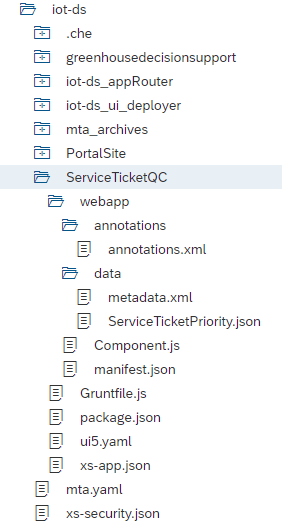 iot-ds
.che
greenhousedecisionsupport
iot-ds_appRouter
iot-ds_ui_deployer
mta_archives
PortalSite
ServiceTicketQC
webapp
annotations
annotations.xml
data
metadata.xml
ServiceTicketPriority.json
Component.js
manifest.json
Gruntfile.js
package.json
ui5.yaml
xs-app.json
mta.yaml
xs-security.json